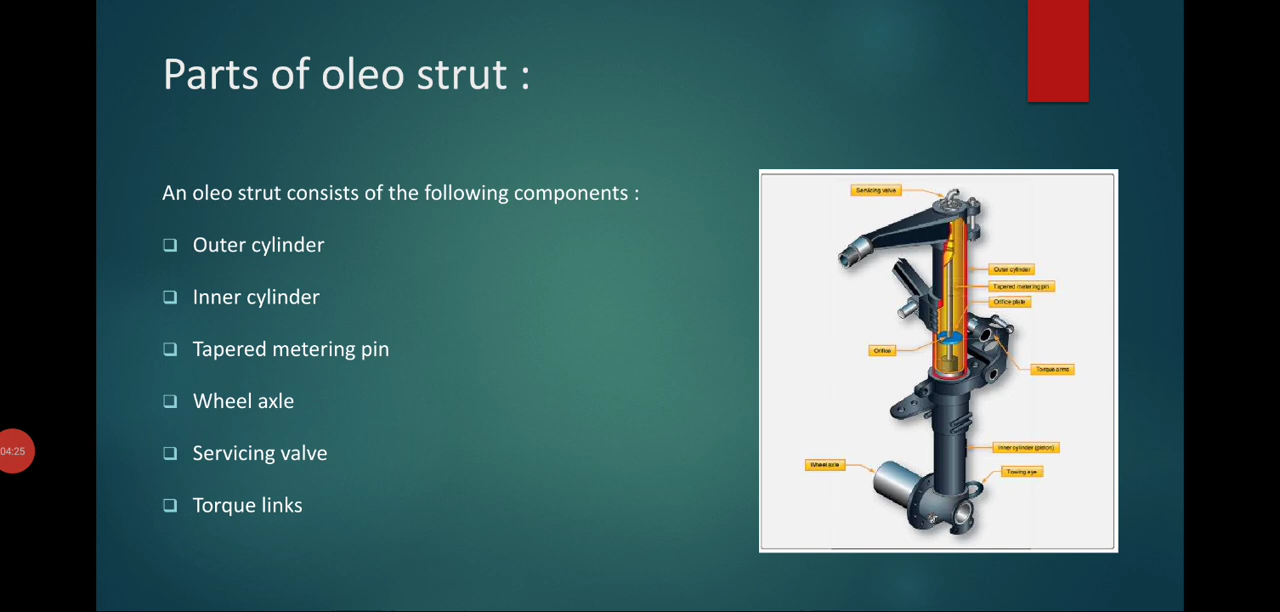 Parts of oleo strut :
An oleo strut consists of the following components :
❑ Outer cylinder
❑ Inner cylinder
❑ Tapered metering pin
❑ Wheel axle
❑ Servicing valve
❑ Torque links
Servicing valve
Outer cylinder
Tapered metering pin
Orifice plate
Orifice
Torque arms
Inner cylinder (piston)
Wheel axle
Towing eye
04:25